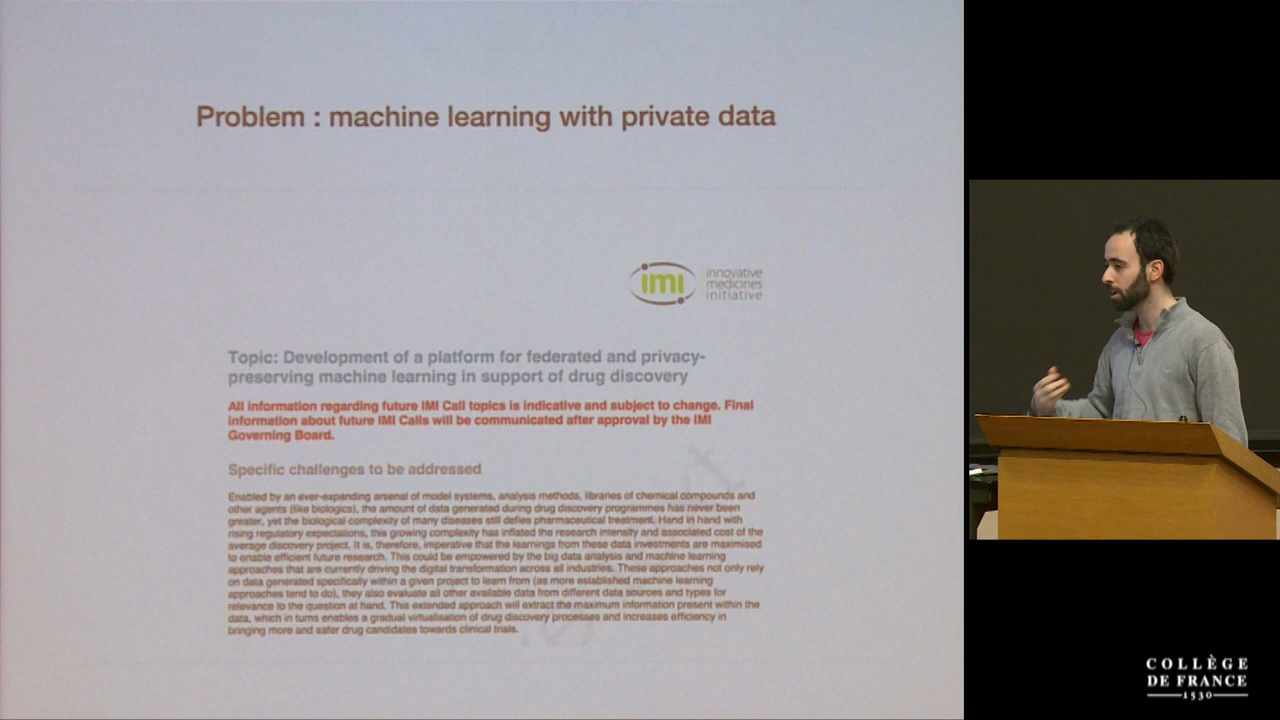 Problem : machine learning with private data
imi
innovative
medicines
initiative
Topic: Development of a platform for federated and privacy-
preserving machine learning in support of drug discovery
All information regarding future IMI Call topics is indicative and subject to change. Final
information about future IMI Calls will be communicated after approval by the IMI
Governing Board.
Specific challenges to be addressed
Enabled by an ever-expanding arsenal of model systems, analysis methods, libraries of chemical compounds and
other agents (like biologics), the amount of data generated during drug discovery programmes has never been
greater, yet the biological complexity of many diseases still defies pharmaceutical treatment. Hand in hand with
rising regulatory expectations, this growing complexity has inflated the research intensity and associated cost of the
average discovery project. It is, therefore, imperative that the learnings from these data investments are maximised
to enable efficient future research. This could be empowered by the big data analysis and machine learning
approaches that are currently driving the digital transformation across all industries. These approaches not only rely
on data generated specifically within a given project to learn from (as more established machine learning
approaches tend to do), they also evaluate all other available data from different data sources and types for
relevance to the question at hand. This extended approach will extract the maximum information present within the
data, which in turns enables a gradual virtualisation of drug discovery processes and increases efficiency in
bringing more and safer drug candidates towards clinical trials.
COLLÈGE
DE FRANCE
1530